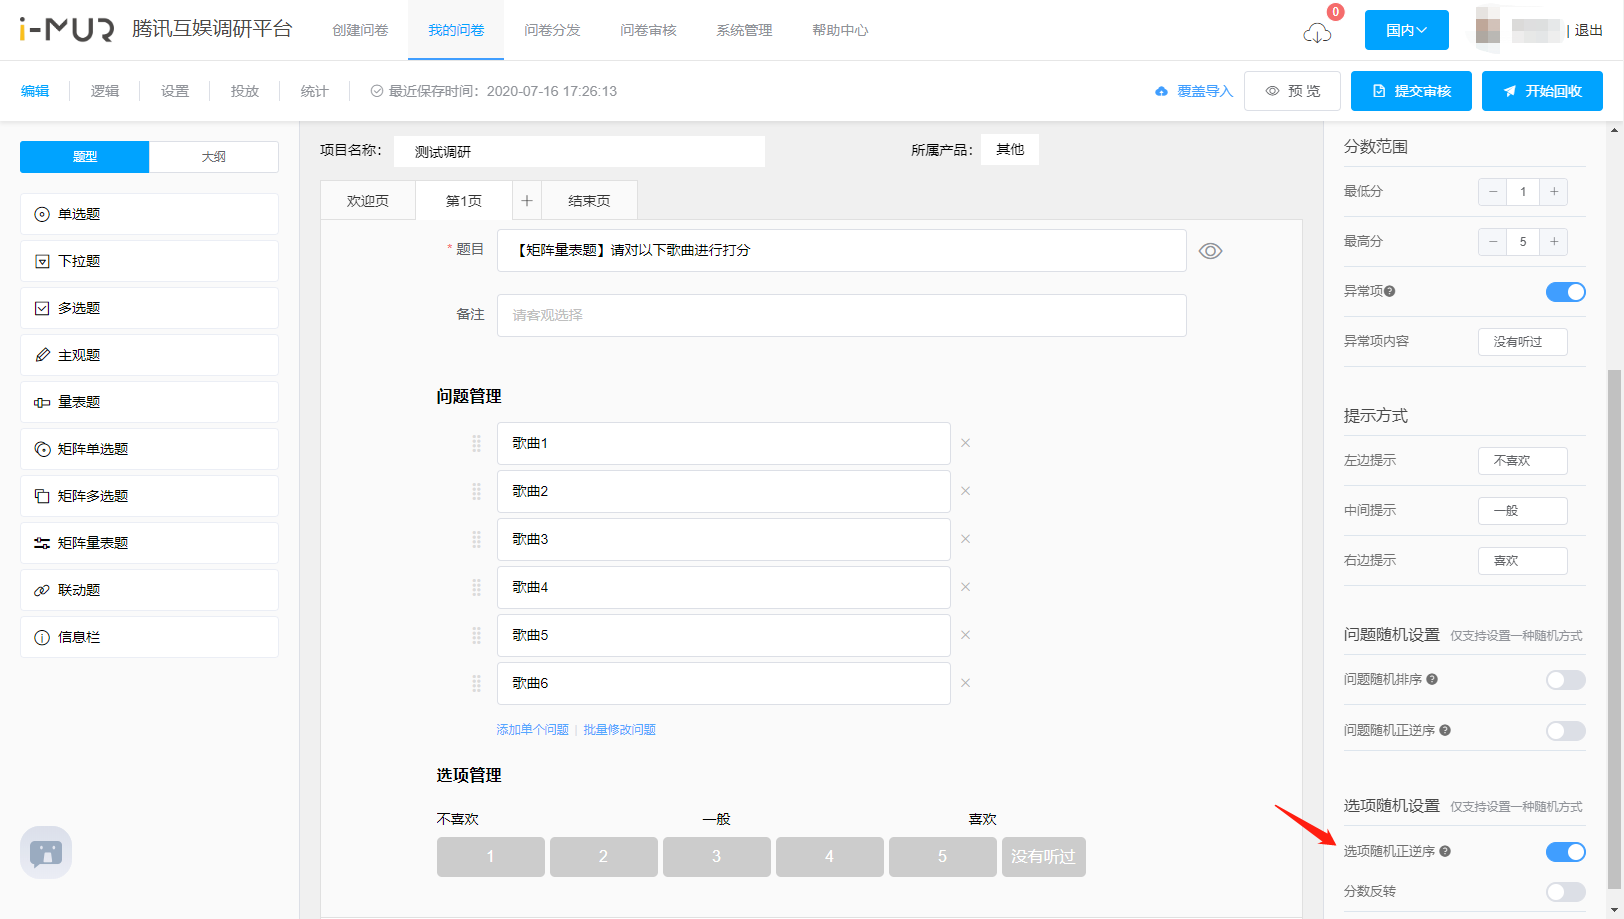 i-MUR 腾讯互娱调研平台 创建问卷 我的问卷 问卷分发 问卷审核 系统管理 帮助中心 0 国内 | 退出
编辑 逻辑 设置 投放 统计 最近保存时间：2020-07-16 17:26:13 覆盖导入 预 览 提交审核 开始回收
题型 大纲
单选题
下拉题
多选题
主观题
量表题
矩阵单选题
矩阵多选题
矩阵量表题
联动题
信息栏
项目名称： 测试调研 所属产品： 其他
欢迎页 第1页 + 结束页
* 题目 【矩阵量表题】请对以下歌曲进行打分
备注 请客观选择
问题管理
歌曲1 ×
歌曲2 ×
歌曲3 ×
歌曲4 ×
歌曲5 ×
歌曲6 ×
添加单个问题 | 批量修改问题
选项管理
不喜欢 一般 喜欢
1 2 3 4 5 没有听过
分数范围
最低分 − 1 +
最高分 − 5 +
异常项 ?
异常项内容 没有听过
提示方式
左边提示 不喜欢
中间提示 一般
右边提示 喜欢
问题随机设置 仅支持设置一种随机方式
问题随机排序 ?
问题随机正逆序 ?
选项随机设置 仅支持设置一种随机方式
选项随机正逆序 ?
分数反转